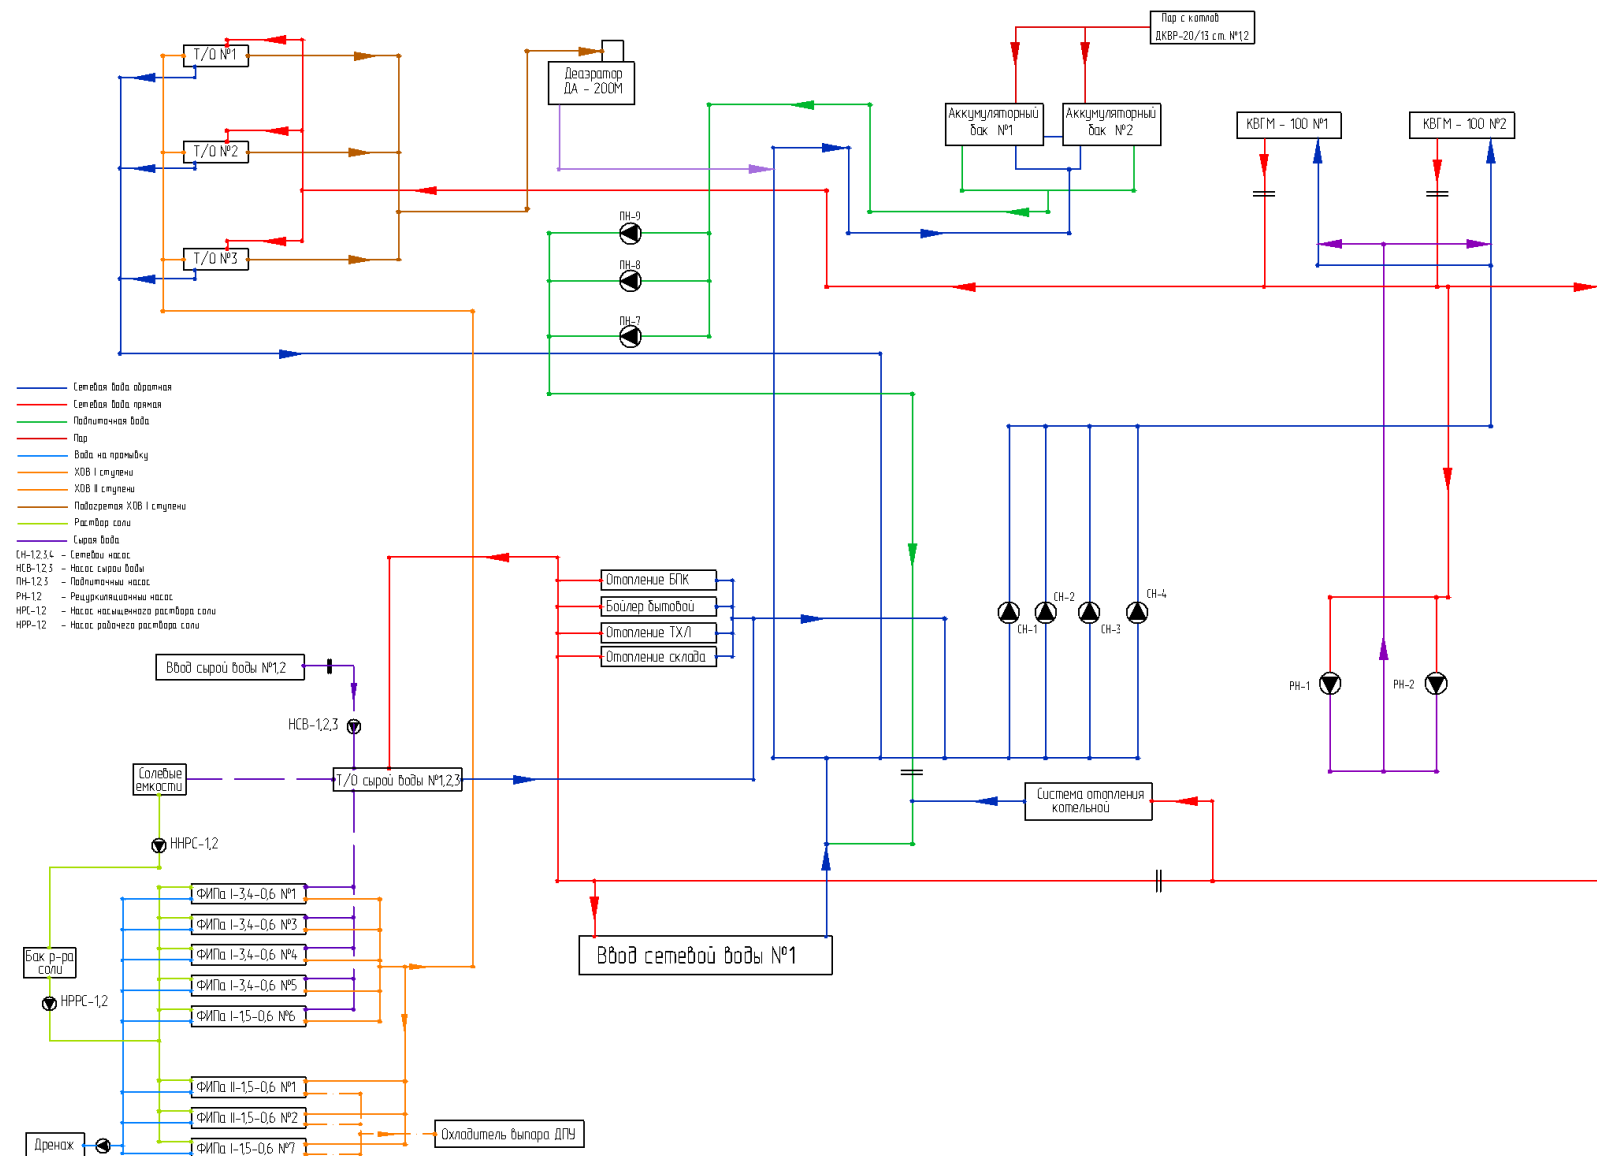 Пар с котлов
ДКВР-20/13 ст. №1,2
Т/О №1
Деаэратор
ДА - 200М
Аккумуляторный
бак №1
Аккумуляторный
бак №2
КВГМ - 100 №1
КВГМ - 100 №2
Т/О №2
Т/О №3
ПН-9
ПН-8
ПН-7
Сетевая вода обратная
Сетевая вода прямая
Подпиточная вода
Пар
Вода на промывку
ХОВ I ступени
ХОВ II ступени
Подогретая ХОВ I ступени
Раствор соли
Сырая вода
СН-1,2,3,4 - Сетевой насос
НСВ-1,2,3 - Насос сырой воды
ПН-1,2,3 - Подпиточный насос
РН-1,2 - Рециркуляционный насос
НРС-1,2 - Насос насыщенного раствора соли
НРР-1,2 - Насос рабочего раствора соли
Отопление БПК
Бойлер бытовой
Отопление ТХЛ
Отопление склада
СН-1
СН-2
СН-3
СН-4
РН-1
РН-2
Ввод сырой воды №1,2
НСВ-1,2,3
Солевые
емкости
Т/О сырой воды №1,2,3
Система отопления
котельной
ННРС-1,2
ФИПа I-3,4-0,6 №1
ФИПа I-3,4-0,6 №3
ФИПа I-3,4-0,6 №4
ФИПа I-3,4-0,6 №5
ФИПа I-1,5-0,6 №6
Бак р-ра
соли
НРРС-1,2
Ввод сетевой воды №1
ФИПа II-1,5-0,6 №1
ФИПа II-1,5-0,6 №2
ФИПа I-1,5-0,6 №7
Дренаж
Охладитель выпара ДПУ